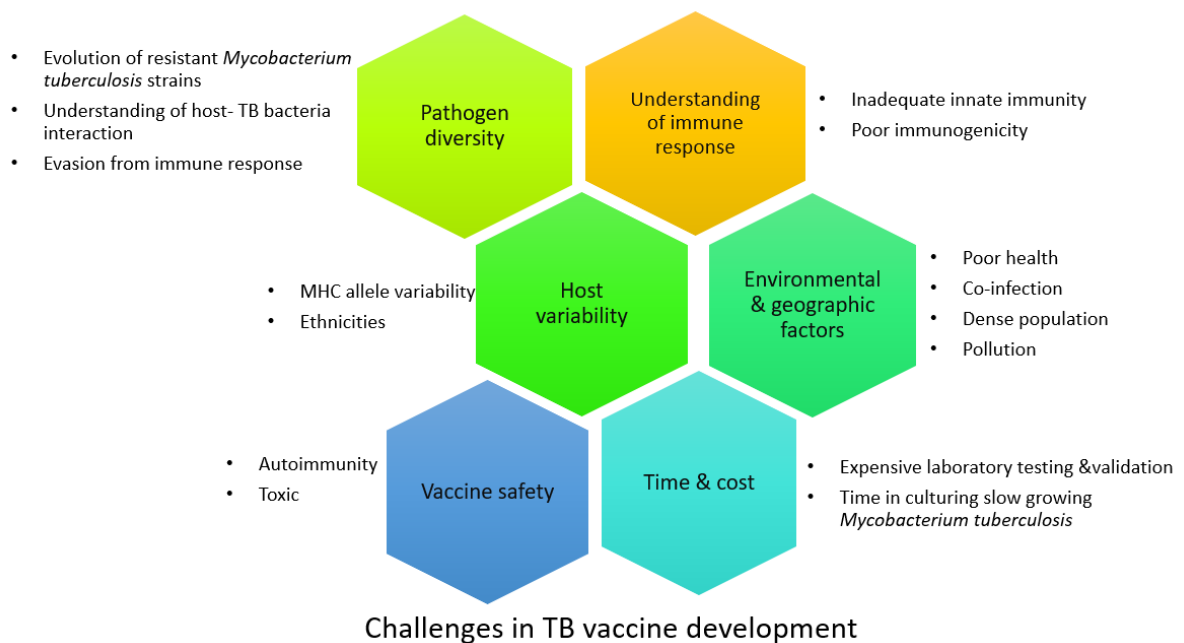 • Evolution of resistant Mycobacterium
tuberculosis strains
• Understanding of host- TB bacteria
interaction
• Evasion from immune response
Pathogen
diversity
Understanding
of immune
response
• Inadequate innate immunity
• Poor immunogenicity
• MHC allele variability
• Ethnicities
Host
variability
Environmental
& geographic
factors
• Poor health
• Co-infection
• Dense population
• Pollution
• Autoimmunity
• Toxic
Vaccine safety
Time & cost
• Expensive laboratory testing &validation
• Time in culturing slow growing
Mycobacterium tuberculosis
Challenges in TB vaccine development